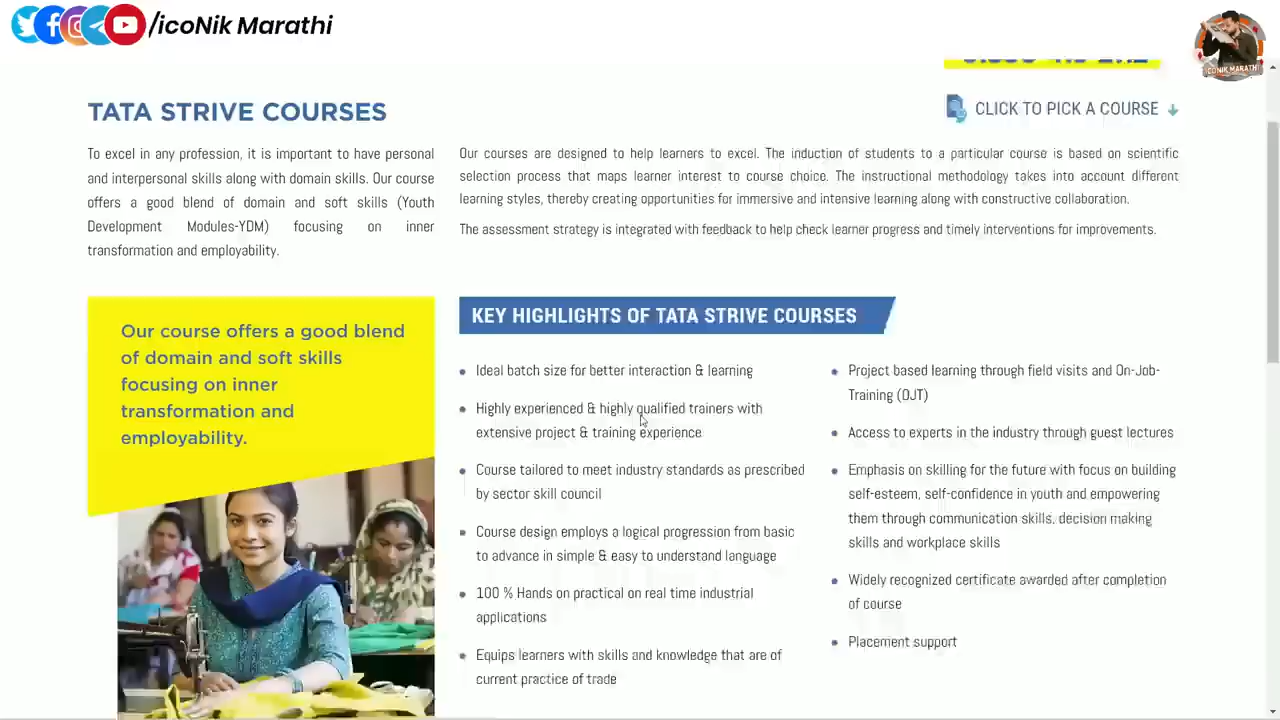 /icoNik Marathi
ICONIK MARATHI
TATA STRIVE COURSES
CLICK TO PICK A COURSE
To excel in any profession, it is important to have personal
and interpersonal skills along with domain skills. Our course
offers a good blend of domain and soft skills (Youth
Development Modules-YDM) focusing on inner
transformation and employability.
Our courses are designed to help learners to excel. The induction of students to a particular course is based on scientific
selection process that maps learner interest to course choice. The instructional methodology takes into account different
learning styles, thereby creating opportunities for immersive and intensive learning along with constructive collaboration.
The assessment strategy is integrated with feedback to help check learner progress and timely interventions for improvements.
Our course offers a good blend
of domain and soft skills
focusing on inner
transformation and
employability.
KEY HIGHLIGHTS OF TATA STRIVE COURSES
Ideal batch size for better interaction & learning
Highly experienced & highly qualified trainers with
extensive project & training experience
Course tailored to meet industry standards as prescribed
by sector skill council
Course design employs a logical progression from basic
to advance in simple & easy to understand language
100 % Hands on practical on real time industrial
applications
Equips learners with skills and knowledge that are of
current practice of trade
Project based learning through field visits and On-Job-
Training (OJT)
Access to experts in the industry through guest lectures
Emphasis on skilling for the future with focus on building
self-esteem, self-confidence in youth and empowering
them through communication skills, decision making
skills and workplace skills
Widely recognized certificate awarded after completion
of course
Placement support